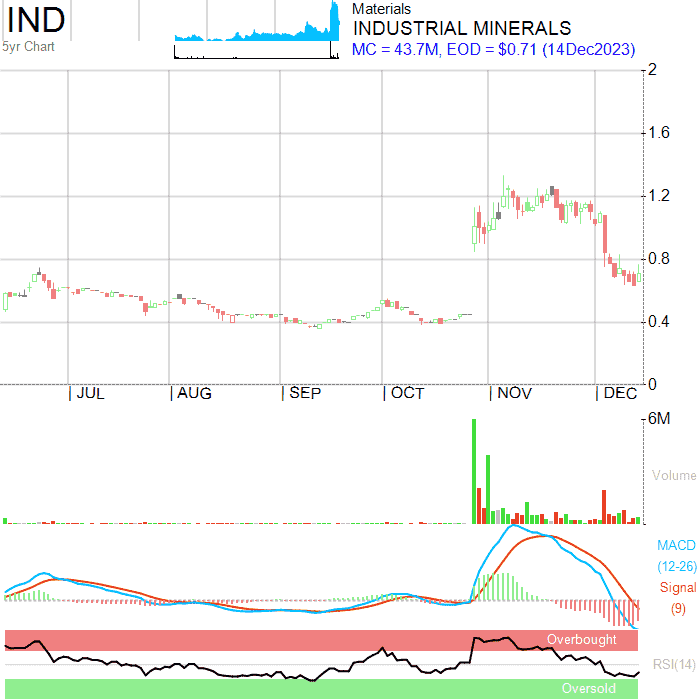 IND
5yr Chart
Materials
INDUSTRIAL MINERALS
MC = 43.7M, EOD = $0.71 (14Dec2023)
2
1.6
1.2
0.8
0.4
0
JUL AUG SEP OCT NOV DEC
6M
Volume
MACD
(12-26)
Signal
(9)
Overbought
RSI(14)
Oversold